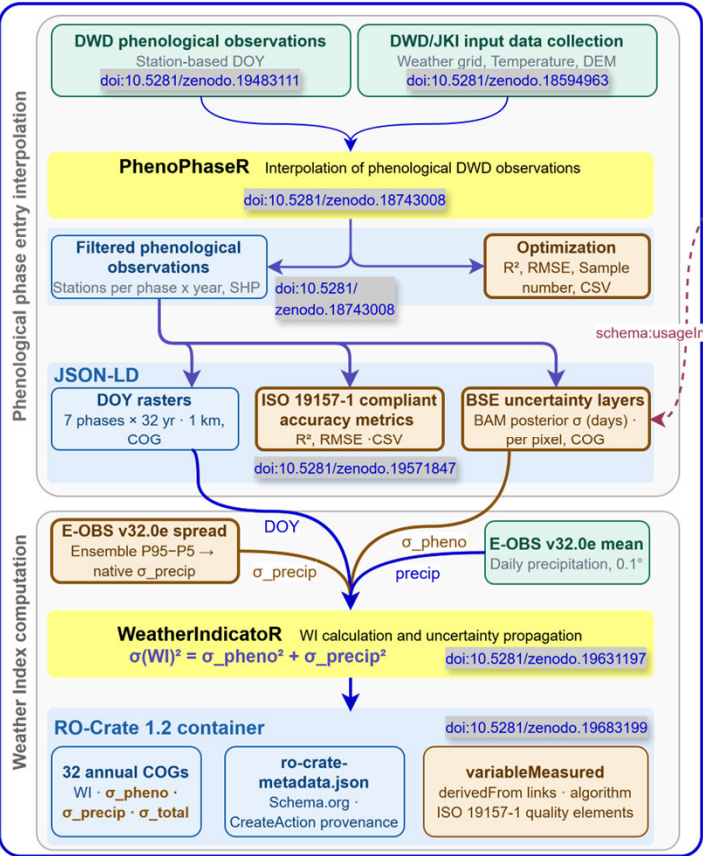 Phenological phase entry interpolation
DWD phenological observations
Station-based DOY
doi:10.5281/zenodo.19483111
DWD/JKI input data collection
Weather grid, Temperature, DEM
doi:10.5281/zenodo.18594963
PhenoPhaseR Interpolation of phenological DWD observations
doi:10.5281/zenodo.18743008
Filtered phenological
observations
Stations per phase x year, SHP
doi:10.5281/
zenodo.18743008
Optimization
R², RMSE, Sample
number, CSV
schema:usageIn
JSON-LD
DOY rasters
7 phases × 32 yr · 1 km,
COG
ISO 19157-1 compliant
accuracy metrics
R², RMSE ·CSV
BSE uncertainty layers
BAM posterior σ (days) ·
per pixel, COG
doi:10.5281/zenodo.19571847
Weather Index computation
E-OBS v32.0e spread
Ensemble P95−P5 →
native σ_precip
DOY
σ_precip
σ_pheno
precip
E-OBS v32.0e mean
Daily precipitation, 0.1°
WeatherIndicatoR WI calculation and uncertainty propagation
σ(WI)² = σ_pheno² + σ_precip²
doi:10.5281/zenodo.19631197
RO-Crate 1.2 container
doi:10.5281/zenodo.19683199
32 annual COGs
WI · σ_pheno ·
σ_precip · σ_total
ro-crate-
metadata.json
Schema.org ·
CreateAction provenance
variableMeasured
derivedFrom links · algorithm
ISO 19157-1 quality elements